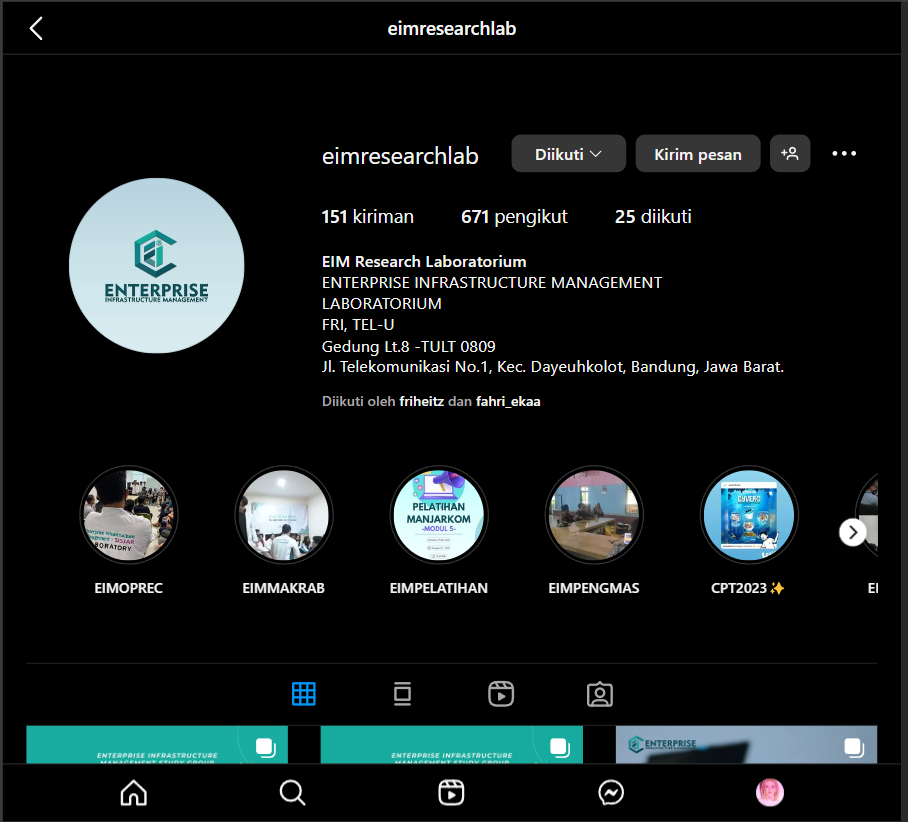 eimresearchlab
eimresearchlab
Diikuti
Kirim pesan
151 kiriman
671 pengikut
25 diikuti
ENTERPRISE
INFRASTRUCTURE MANAGEMENT
EIM Research Laboratorium
ENTERPRISE INFRASTRUCTURE MANAGEMENT
LABORATORIUM
FRI, TEL-U
Gedung Lt.8 -TULT 0809
Jl. Telekomunikasi No.1, Kec. Dayeuhkolot, Bandung, Jawa Barat.
Diikuti oleh friheitz dan fahri_ekaa
PELATIHAN
MANJARKOM
-MODUL 5-
EIMOPREC
EIMMAKRAB
EIMPELATIHAN
EIMPENGMAS
CPT2023✨
ENTERPRISE INFRASTRUCTURE
MANAGEMENT STUDY GROUP
ENTERPRISE INFRASTRUCTURE
MANAGEMENT STUDY GROUP
ENTERPRISE